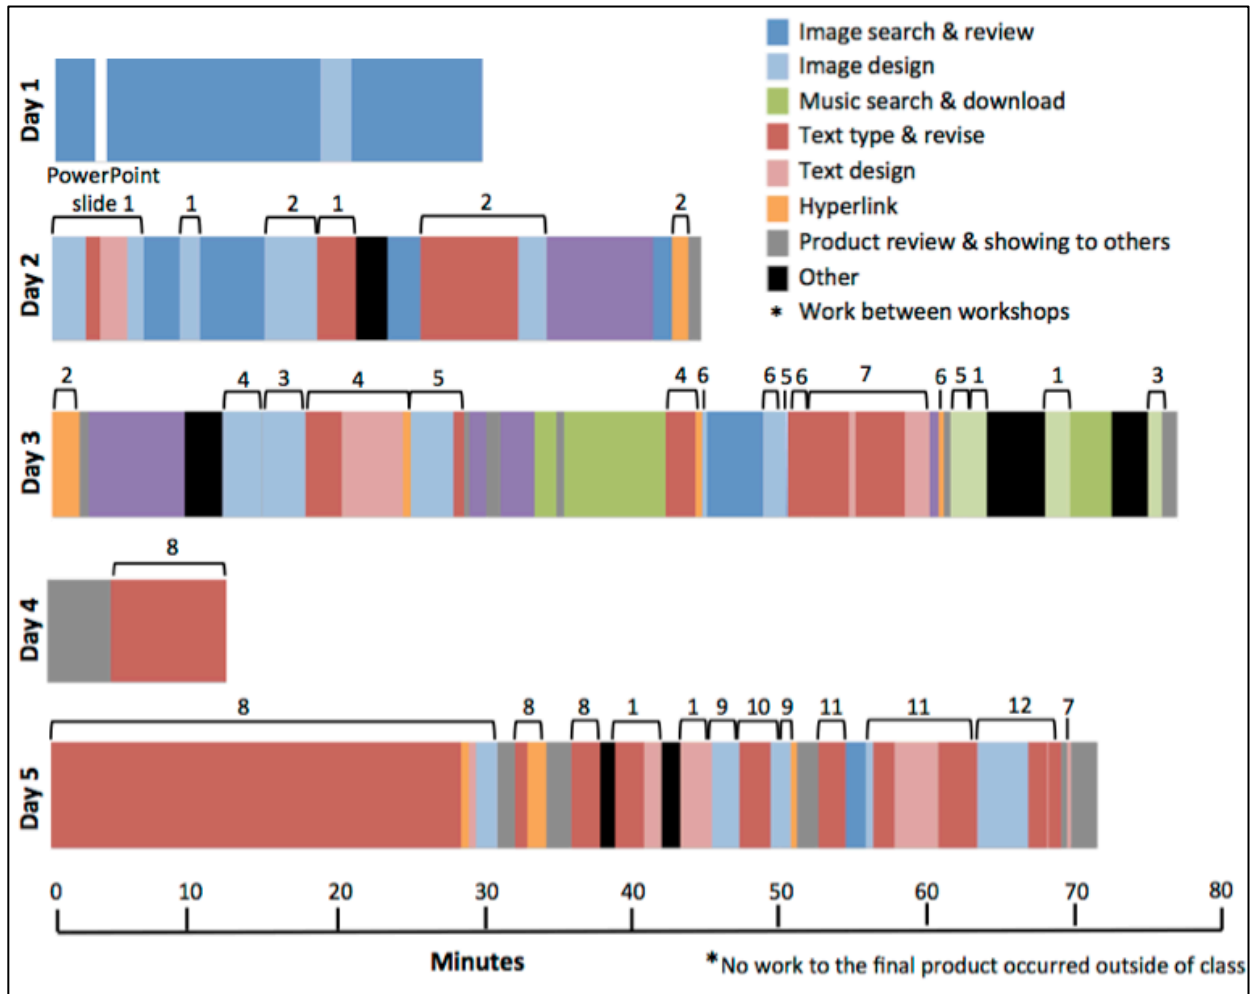 Image search & review
Image design
Music search & download
Text type & revise
Text design
Hyperlink
Product review & showing to others
Other
* Work between workshops
Day 1
PowerPoint
slide 1 1 2 1 2 2
Day 2
2 4 3 4 5 4 6 6 5 6 7 6 5 1 1 3
Day 3
8
Day 4
8 8 8 1 1 9 10 9 11 11 12 7
Day 5
0 10 20 30 40 50 60 70 80
Minutes
*No work to the final product occurred outside of class